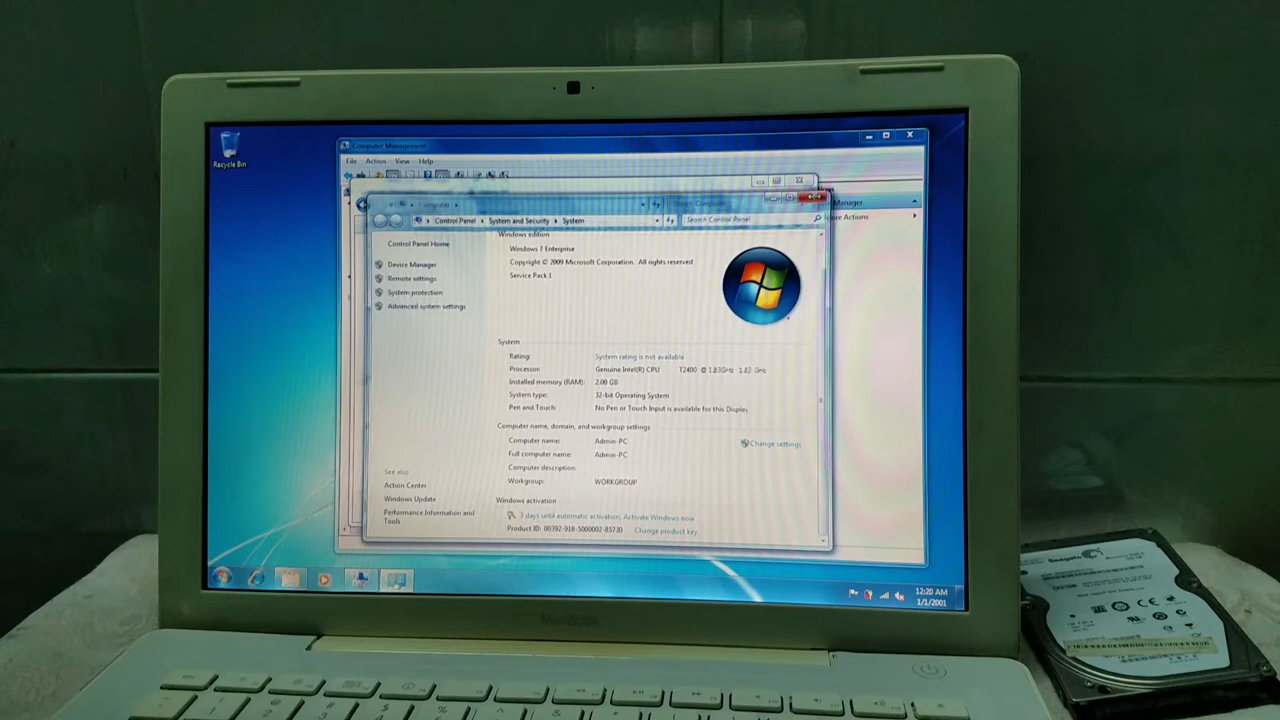 Recycle Bin
Computer Management
File Action View Help
Computer
Search Computer
Manager
More Actions
Control Panel System and Security System
Search Control Panel
Control Panel Home
Device Manager
Remote settings
System protection
Advanced system settings
Windows edition
Windows 7 Enterprise
Copyright © 2009 Microsoft Corporation. All rights reserved
Service Pack 1
System
Rating: System rating is not available
Processor: Genuine Intel(R) CPU T2400 @ 1.83GHz 1.83 GHz
Installed memory (RAM): 2.00 GB
System type: 32-bit Operating System
Pen and Touch: No Pen or Touch Input is available for this Display
Computer name, domain, and workgroup settings
Computer name: Admin-PC
Change settings
Full computer name: Admin-PC
Computer description:
Workgroup: WORKGROUP
Windows activation
3 days until automatic activation. Activate Windows now
Product ID: 00392-918-5000002-85730 Change product key
See also
Action Center
Windows Update
Performance Information and
Tools
12:20 AM
1/1/2001
MacBook
Seagate